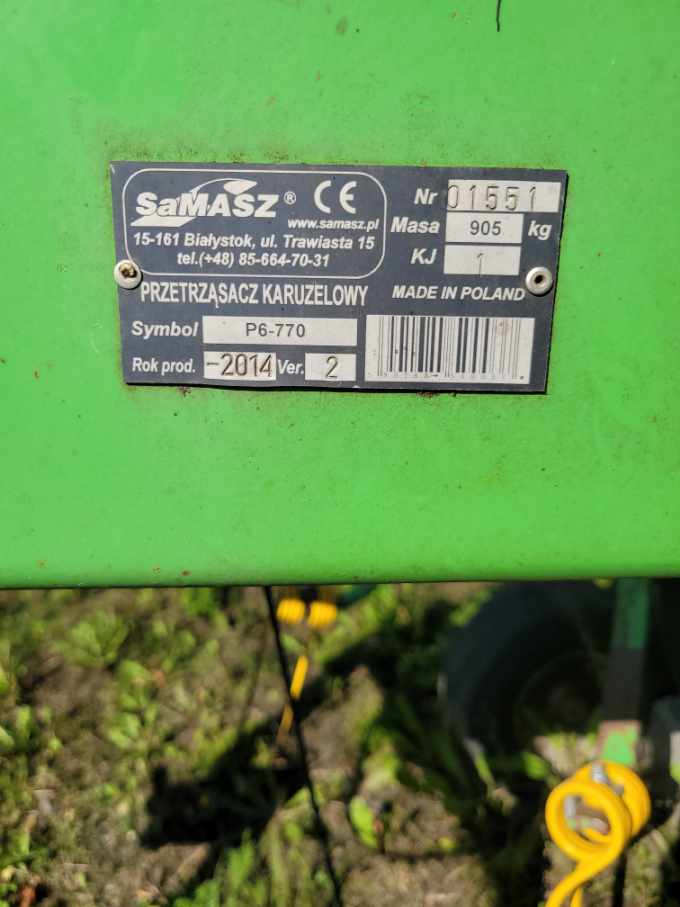 SaMASZ ® CE
www.samasz.pl
15-161 Białystok, ul. Trawiasta 15
tel.(+48) 85-664-70-31
Nr 01551
Masa 905 kg
KJ 1
PRZETRZĄSACZ KARUZELOWY
MADE IN POLAND
Symbol P6-770
Rok prod. -2014 Ver. 2